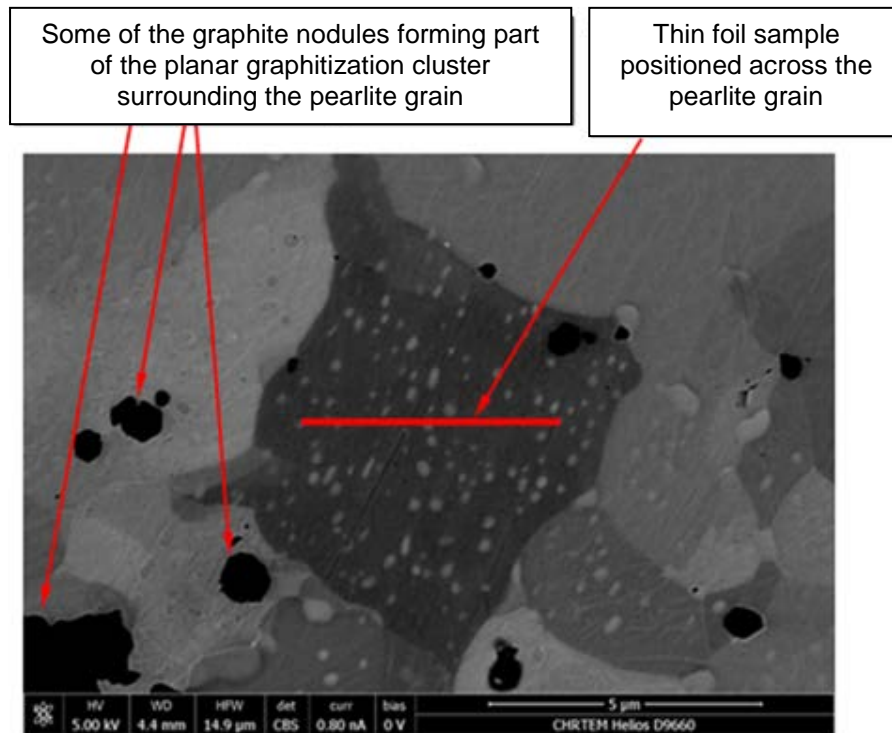 Some of the graphite nodules forming part
of the planar graphitization cluster
surrounding the pearlite grain
Thin foil sample
positioned across the
pearlite grain
HV WD HFW det curr bias
5.00 kV 4.4 mm 14.9 µm CBS 0.80 nA 0 V
5 µm
CHRTEM Helios D9660